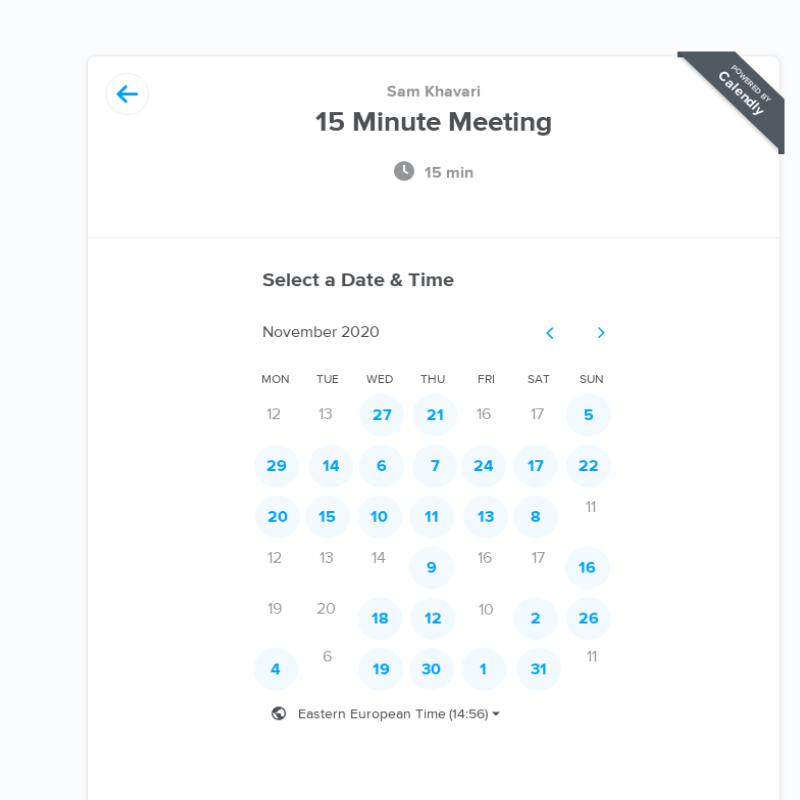 POWERED BY
Calendly
Sam Khavari
15 Minute Meeting
15 min
Select a Date & Time
November 2020
MON TUE WED THU FRI SAT SUN
12 13 27 21 16 17 5
29 14 6 7 24 17 22
20 15 10 11 13 8 11
12 13 14 9 16 17 16
19 20 18 12 10 2 26
4 6 19 30 1 31 11
Eastern European Time (14:56)